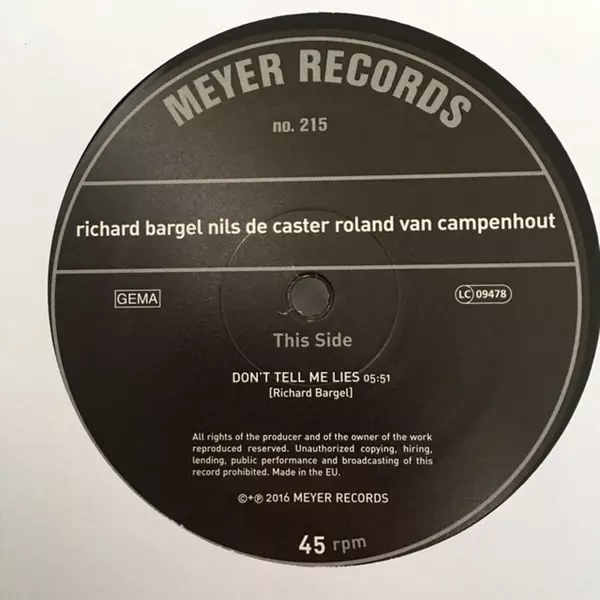 MEYER RECORDS
no. 215
richard bargel nils de caster roland van campenhout
GEMA
LC 09478
This Side
DON'T TELL ME LIES 05:51
[Richard Bargel]
All rights of the producer and of the owner of the work
reproduced reserved. Unauthorized copying, hiring,
lending, public performance and broadcasting of this
record prohibited. Made in the EU.
©+℗ 2016 MEYER RECORDS
45 rpm